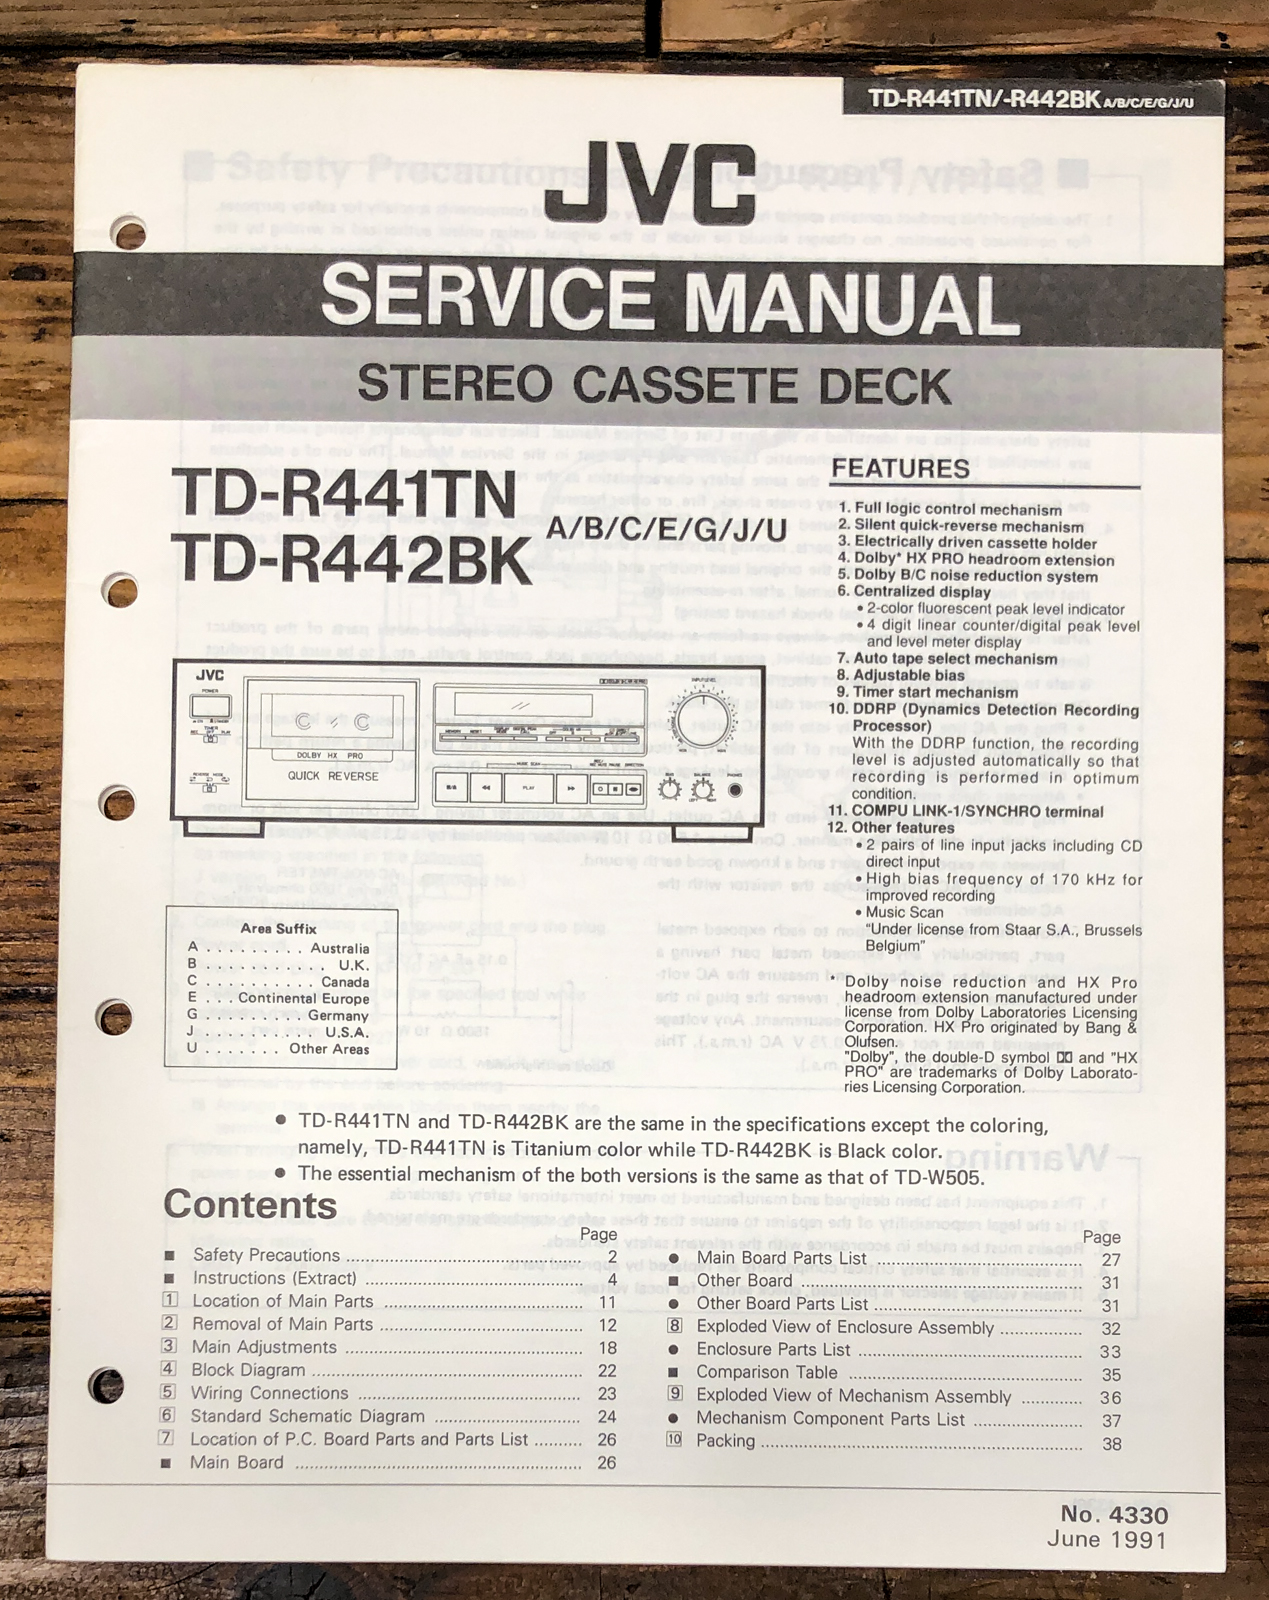 TD-R441TN/-R442BK A/B/C/E/G/J/U
JVC
SERVICE MANUAL
STEREO CASSETE DECK
TD-R441TN
TD-R442BK
A/B/C/E/G/J/U
JVC
POWER
DOLBY HX PRO
QUICK REVERSE
INPUT LEVEL
PLAY
BALANCE
PHONES
Area Suffix
A . . . . . . . . . Australia
B . . . . . . . . . . U.K.
C . . . . . . . . . . Canada
E . . . Continental Europe
G . . . . . . . . . Germany
J . . . . . . . . . . U.S.A.
U . . . . . . . Other Areas
FEATURES
1. Full logic control mechanism
2. Silent quick-reverse mechanism
3. Electrically driven cassette holder
4. Dolby* HX PRO headroom extension
5. Dolby B/C noise reduction system
6. Centralized display
• 2-color fluorescent peak level indicator
• 4 digit linear counter/digital peak level
and level meter display
7. Auto tape select mechanism
8. Adjustable bias
9. Timer start mechanism
10. DDRP (Dynamics Detection Recording
Processor)
With the DDRP function, the recording
level is adjusted automatically so that
recording is performed in optimum
condition.
11. COMPU LINK-1/SYNCHRO terminal
12. Other features
• 2 pairs of line input jacks including CD
direct input
• High bias frequency of 170 kHz for
improved recording
• Music Scan
"Under license from Staar S.A., Brussels
Belgium"
* Dolby noise reduction and HX Pro
headroom extension manufactured under
license from Dolby Laboratories Licensing
Corporation. HX Pro originated by Bang &
Olufsen.
"Dolby", the double-D symbol and "HX
PRO" are trademarks of Dolby Laborato-
ries Licensing Corporation.
● TD-R441TN and TD-R442BK are the same in the specifications except the coloring,
namely, TD-R441TN is Titanium color while TD-R442BK is Black color.
● The essential mechanism of the both versions is the same as that of TD-W505.
Contents
Page
■ Safety Precautions .......... 2
■ Instructions (Extract) .......... 4
1 Location of Main Parts .......... 11
2 Removal of Main Parts .......... 12
3 Main Adjustments .......... 18
4 Block Diagram .......... 22
5 Wiring Connections .......... 23
6 Standard Schematic Diagram .......... 24
7 Location of P.C. Board Parts and Parts List .......... 26
■ Main Board .......... 26
Page
● Main Board Parts List .......... 27
■ Other Board .......... 31
● Other Board Parts List .......... 31
8 Exploded View of Enclosure Assembly .......... 32
● Enclosure Parts List .......... 33
■ Comparison Table .......... 35
9 Exploded View of Mechanism Assembly .......... 36
● Mechanism Component Parts List .......... 37
10 Packing .......... 38
No. 4330
June 1991